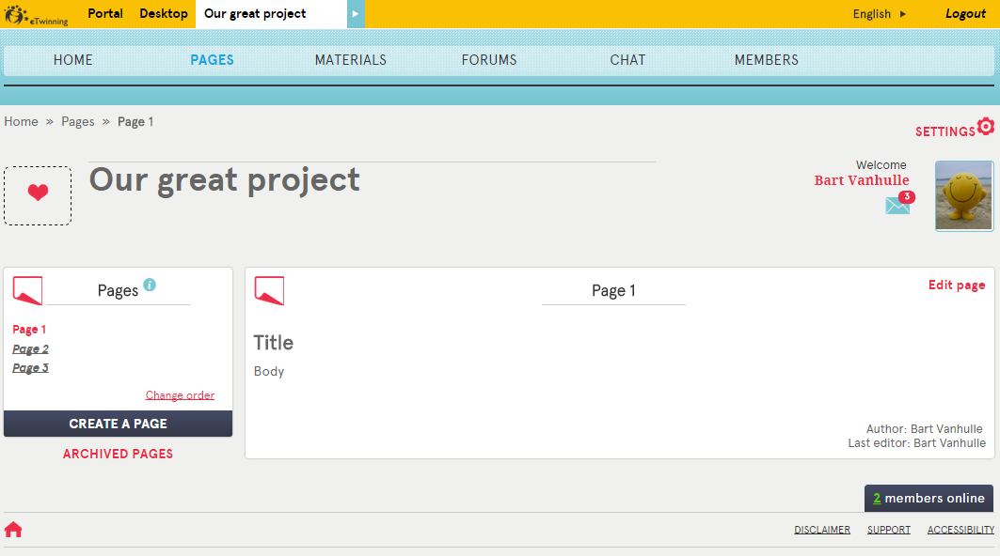 eTwinning Portal Desktop Our great project English Logout
HOME PAGES MATERIALS FORUMS CHAT MEMBERS
Home » Pages » Page 1
SETTINGS
Our great project
Welcome
Bart Vanhulle
3
Pages i
Page 1
Page 2
Page 3
Change order
CREATE A PAGE
ARCHIVED PAGES
Page 1
Edit page
Title
Body
Author: Bart Vanhulle
Last editor: Bart Vanhulle
2 members online
DISCLAIMER SUPPORT ACCESSIBILITY